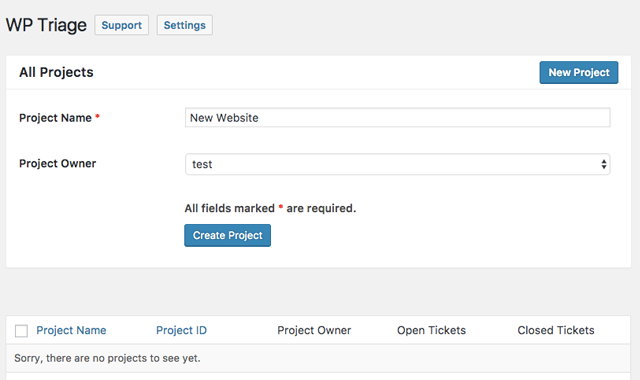 WP Triage Support Settings
All Projects New Project
Project Name * New Website
Project Owner test
All fields marked * are required.
Create Project
Project Name Project ID Project Owner Open Tickets Closed Tickets
Sorry, there are no projects to see yet.